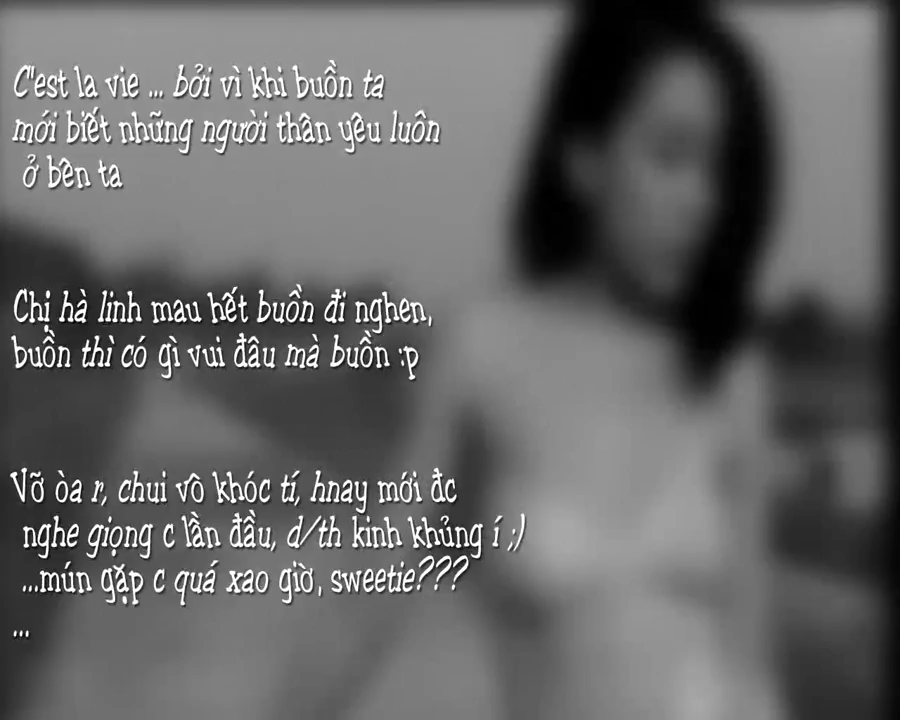 C'est la vie ... bởi vì khi buồn ta
mới biết những người thân yêu luôn
ở bên ta
Chị hà linh mau hết buồn đi nghen,
buồn thì có gì vui đâu mà buồn :p
Vỡ òa r, chui vô khóc tí, hnay mới đc
nghe giọng c lần đầu, d/th kinh khủng í ;)
...mún gặp c quá xao giờ, sweetie???
...